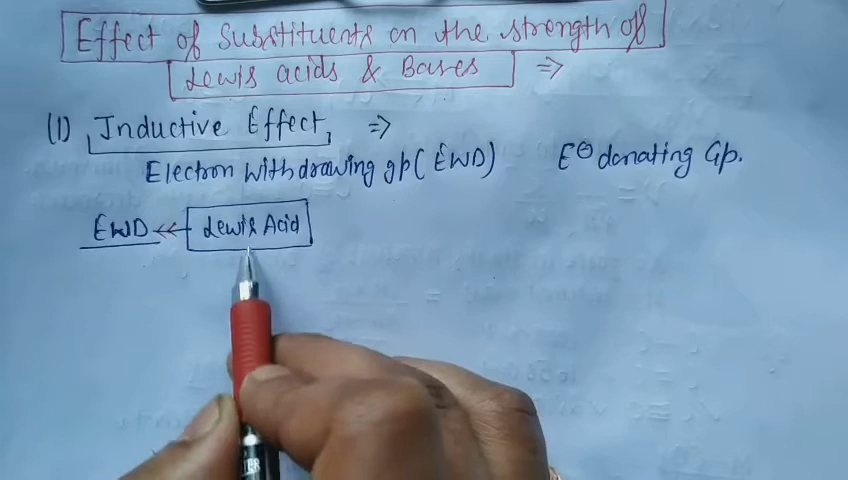 Effect of Substituents on the strength of
Lewis acids & Bases ⇒
(1) Inductive Effect, ⇒
Electron withdrawing gp (EWD) E⊖ donating Gp.
EWD ←← Lewis Acid